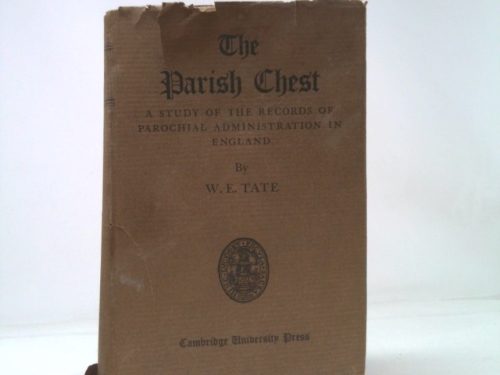 The
Parish Chest
A STUDY OF THE RECORDS OF
PAROCHIAL ADMINISTRATION IN
ENGLAND
By
W. E. TATE
Cambridge University Press